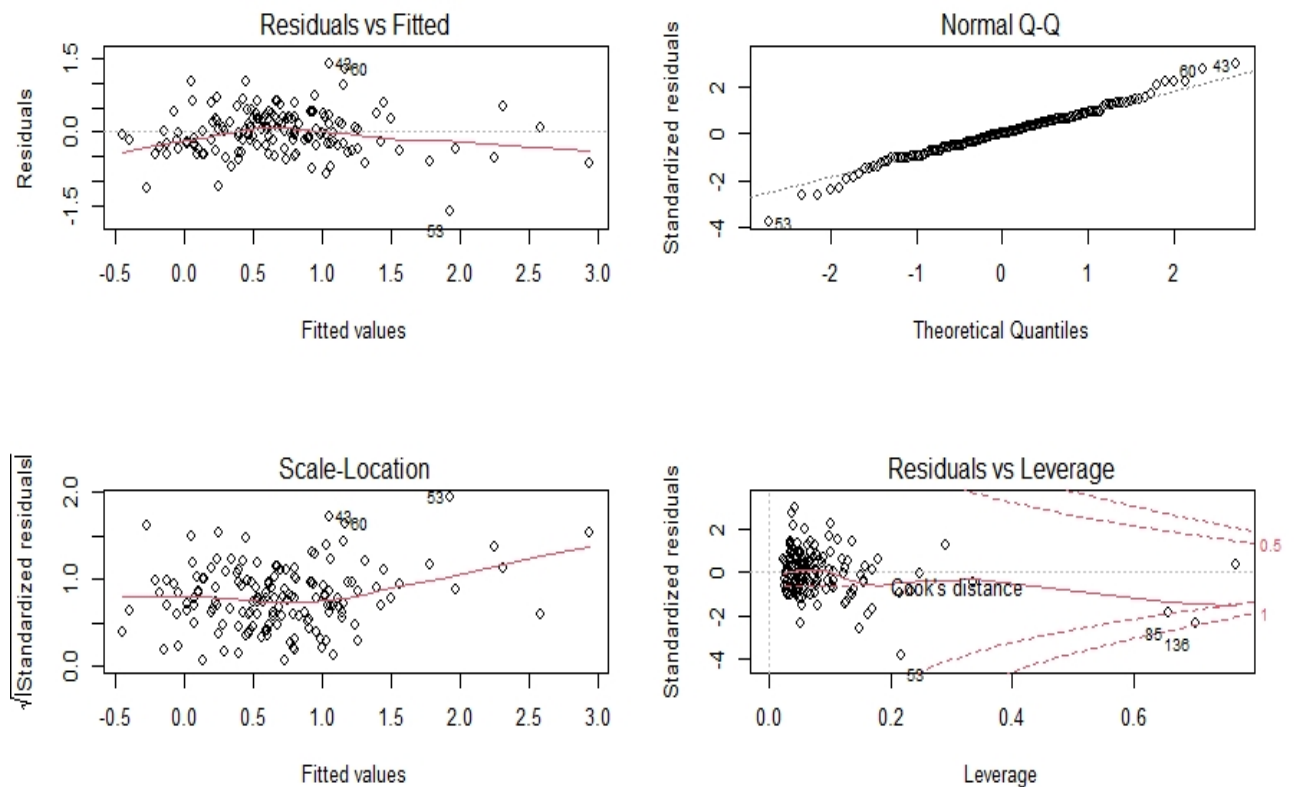 Residuals vs Fitted
Residuals
1.5
0.0
-1.5
43
60
53
-0.5 0.0 0.5 1.0 1.5 2.0 2.5 3.0
Fitted values
Normal Q-Q
Standardized residuals
2
0
-2
-4
60 43
53
-2 -1 0 1 2
Theoretical Quantiles
Scale-Location
√|Standardized residuals|
2.0
1.0
0.0
53
43
60
-0.5 0.0 0.5 1.0 1.5 2.0 2.5 3.0
Fitted values
Residuals vs Leverage
Standardized residuals
2
0
-2
-4
0.5
1
Cook's distance
85
136
53
0.0 0.2 0.4 0.6
Leverage